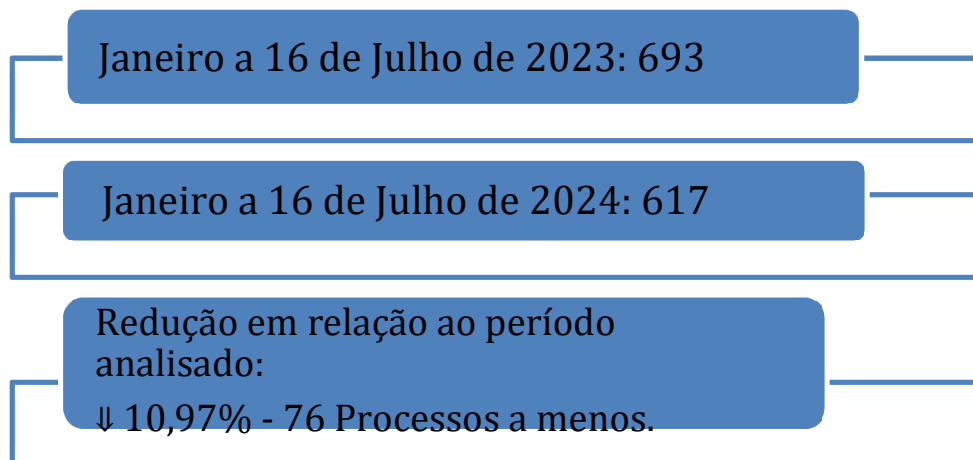 Janeiro a 16 de Julho de 2023: 693
Janeiro a 16 de Julho de 2024: 617
Redução em relação ao período
analisado:
⇓ 10,97% - 76 Processos a menos.